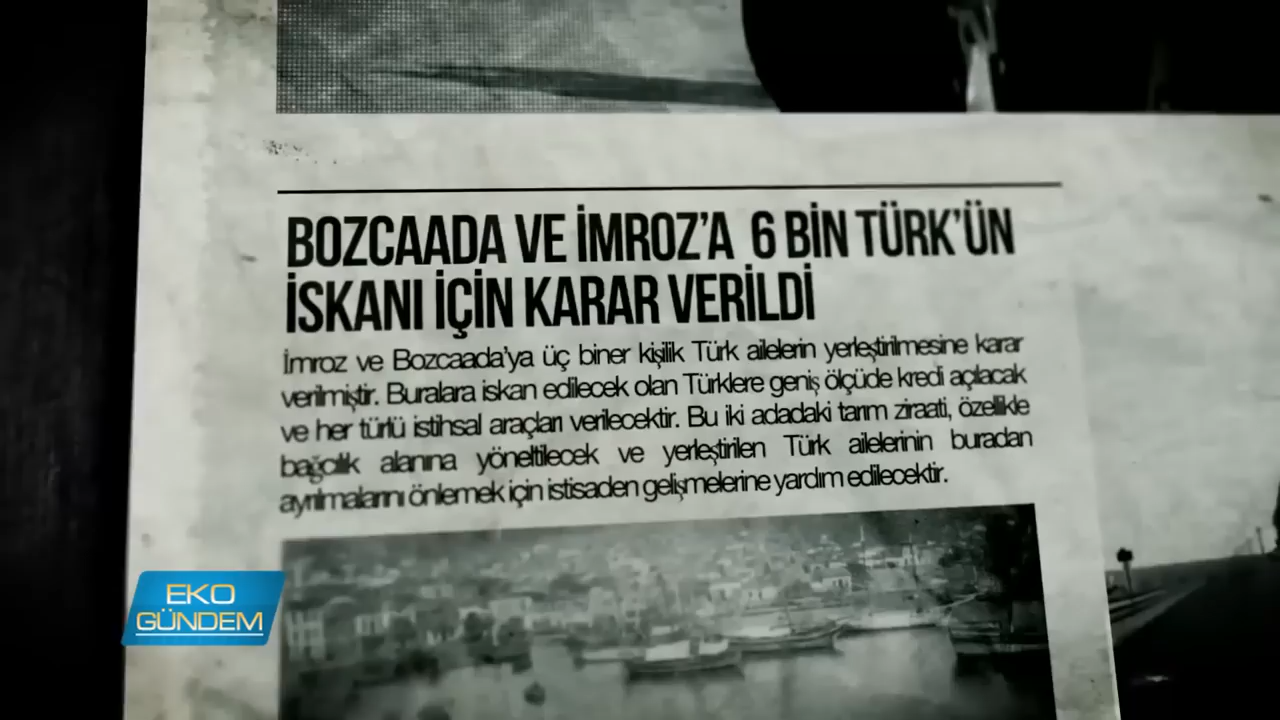 BOZCAADA VE İMROZ'A 6 BİN TÜRK'ÜN
İSKANI İÇİN KARAR VERİLDİ
İmroz ve Bozcaada'ya üç biner kişilik Türk ailelerin yerleştirilmesine karar
verilmiştir. Buralara iskan edilecek olan Türklere geniş ölçüde kredi açılacak
ve her türlü istihsal araçları verilecektir. Bu iki adadaki tarım ziraati, özellikle
bağcılık alanına yöneltilecek ve yerleştirilen Türk ailelerinin buradan
ayrılmalarını önlemek için istisaden gelişmelerine yardım edilecektir.
EKO
GÜNDEM